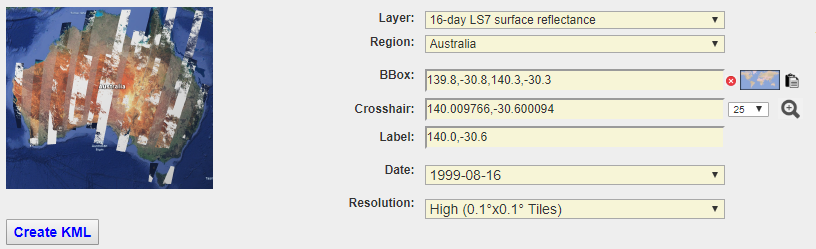 Layer: 16-day LS7 surface reflectance
Region: Australia
BBox: 139.8,-30.8,140.3,-30.3
Crosshair: 140.009766,-30.600094 25
Label: 140.0,-30.6
Date: 1999-08-16
Resolution: High (0.1°x0.1° Tiles)
Australia
Create KML